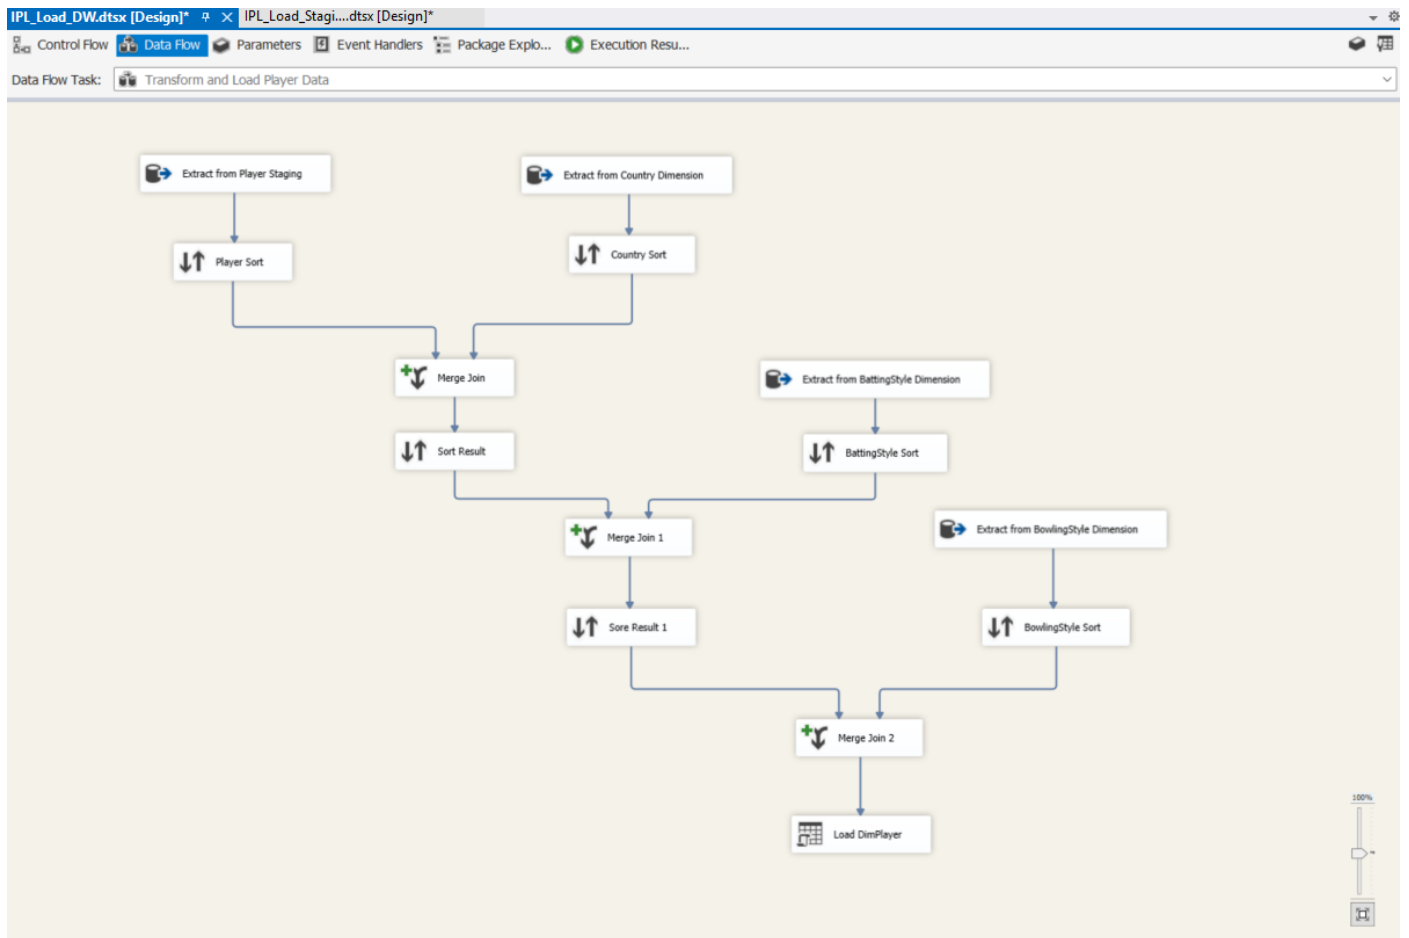 IPL_Load_DW.dtsx [Design]* IPL_Load_Stagi....dtsx [Design]*
Control Flow Data Flow Parameters Event Handlers Package Explo... Execution Resu...
Data Flow Task: Transform and Load Player Data
Extract from Player Staging
Extract from Country Dimension
Player Sort
Country Sort
Merge Join
Extract from BattingStyle Dimension
Sort Result
BattingStyle Sort
Merge Join 1
Extract from BowlingStyle Dimension
Sore Result 1
BowlingStyle Sort
Merge Join 2
100%
Load DimPlayer